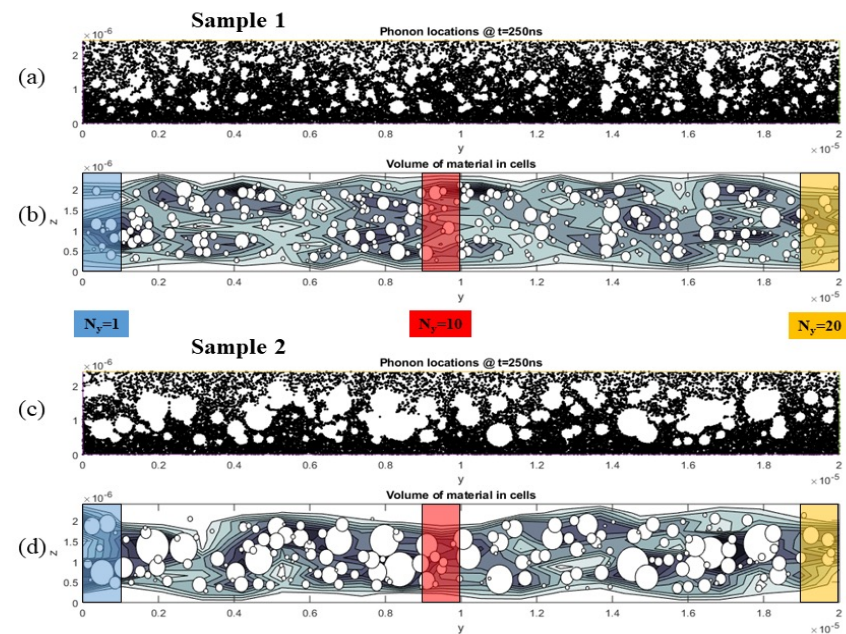 Sample 1
Phonon locations @ t=250ns
×10⁻⁶
(a)
2
1
0
0 0.2 0.4 0.6 0.8 1 1.2 1.4 1.6 1.8 2
y
×10⁻⁵
Volume of material in cells
×10⁻⁶
(b)
z
2
1.5
1
0.5
0
0 0.2 0.4 0.6 0.8 1 1.2 1.4 1.6 1.8 2
y
×10⁻⁵
Nᵧ=1 Nᵧ=10 Nᵧ=20
Sample 2
Phonon locations @ t=250ns
×10⁻⁶
(c)
2
1
0
0 0.2 0.4 0.6 0.8 1 1.2 1.4 1.6 1.8 2
y
×10⁻⁵
Volume of material in cells
×10⁻⁶
(d)
z
2
1.5
1
0.5
0
0 0.2 0.4 0.6 0.8 1 1.2 1.4 1.6 1.8 2
y
×10⁻⁵